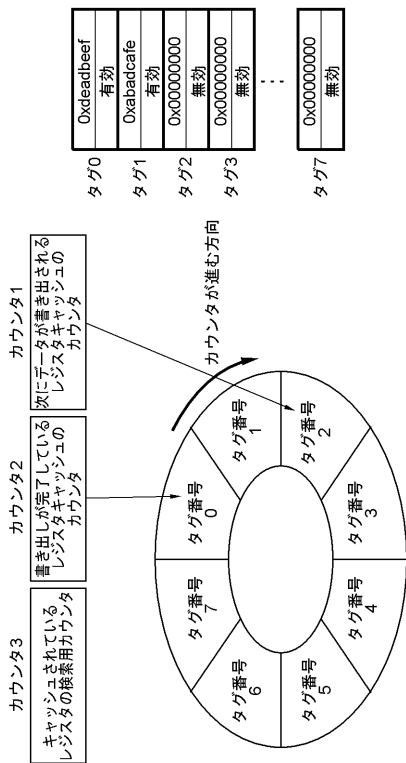 カウンタ3
キャッシュされている
レジスタの検索用カウンタ
カウンタ2
書き出しが完了している
レジスタキャッシュの
カウンタ
カウンタ1
次にデータが書き出される
レジスタキャッシュの
カウンタ
カウンタが進む方向
タグ番号
0
タグ番号
1
タグ番号
2
タグ番号
3
タグ番号
4
タグ番号
5
タグ番号
6
タグ番号
7
タグ0
0xdeadbeef
有効
タグ1
0xabadcafe
有効
タグ2
0x00000000
無効
タグ3
0x00000000
無効
…
タグ7
0x00000000
無効